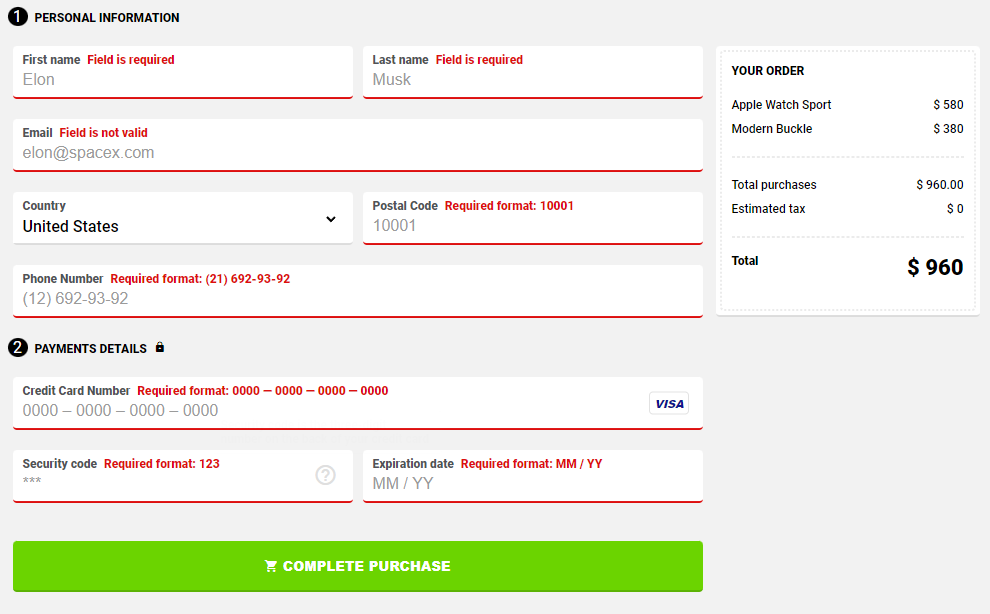 1 PERSONAL INFORMATION
First name Field is required
Elon
Last name Field is required
Musk
Email Field is not valid
elon@spacex.com
Country
United States
Postal Code Required format: 10001
10001
Phone Number Required format: (21) 692-93-92
(12) 692-93-92
2 PAYMENTS DETAILS
Credit Card Number Required format: 0000 – 0000 – 0000 – 0000
0000 – 0000 – 0000 – 0000
VISA
Security code Required format: 123
***
?
Expiration date Required format: MM / YY
MM / YY
COMPLETE PURCHASE
YOUR ORDER
Apple Watch Sport $ 580
Modern Buckle $ 380
Total purchases $ 960.00
Estimated tax $ 0
Total $ 960